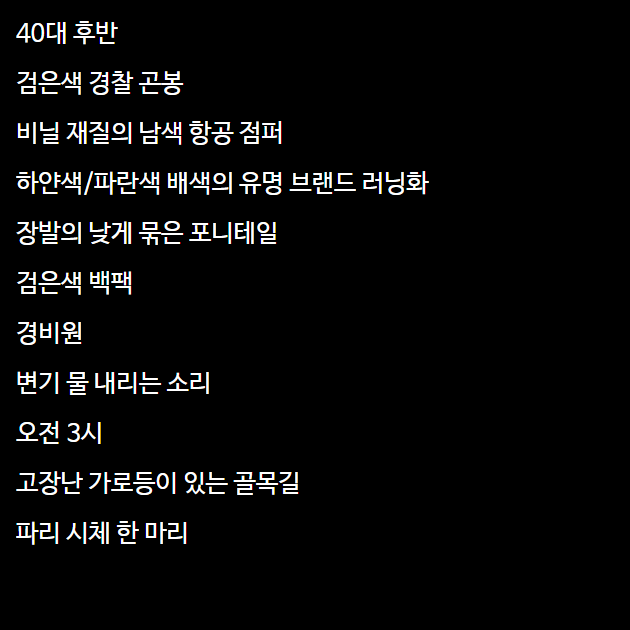 40대 후반
검은색 경찰 곤봉
비닐 재질의 남색 항공 점퍼
하얀색/파란색 배색의 유명 브랜드 러닝화
장발의 낮게 묶은 포니테일
검은색 백팩
경비원
변기 물 내리는 소리
오전 3시
고장난 가로등이 있는 골목길
파리 시체 한 마리